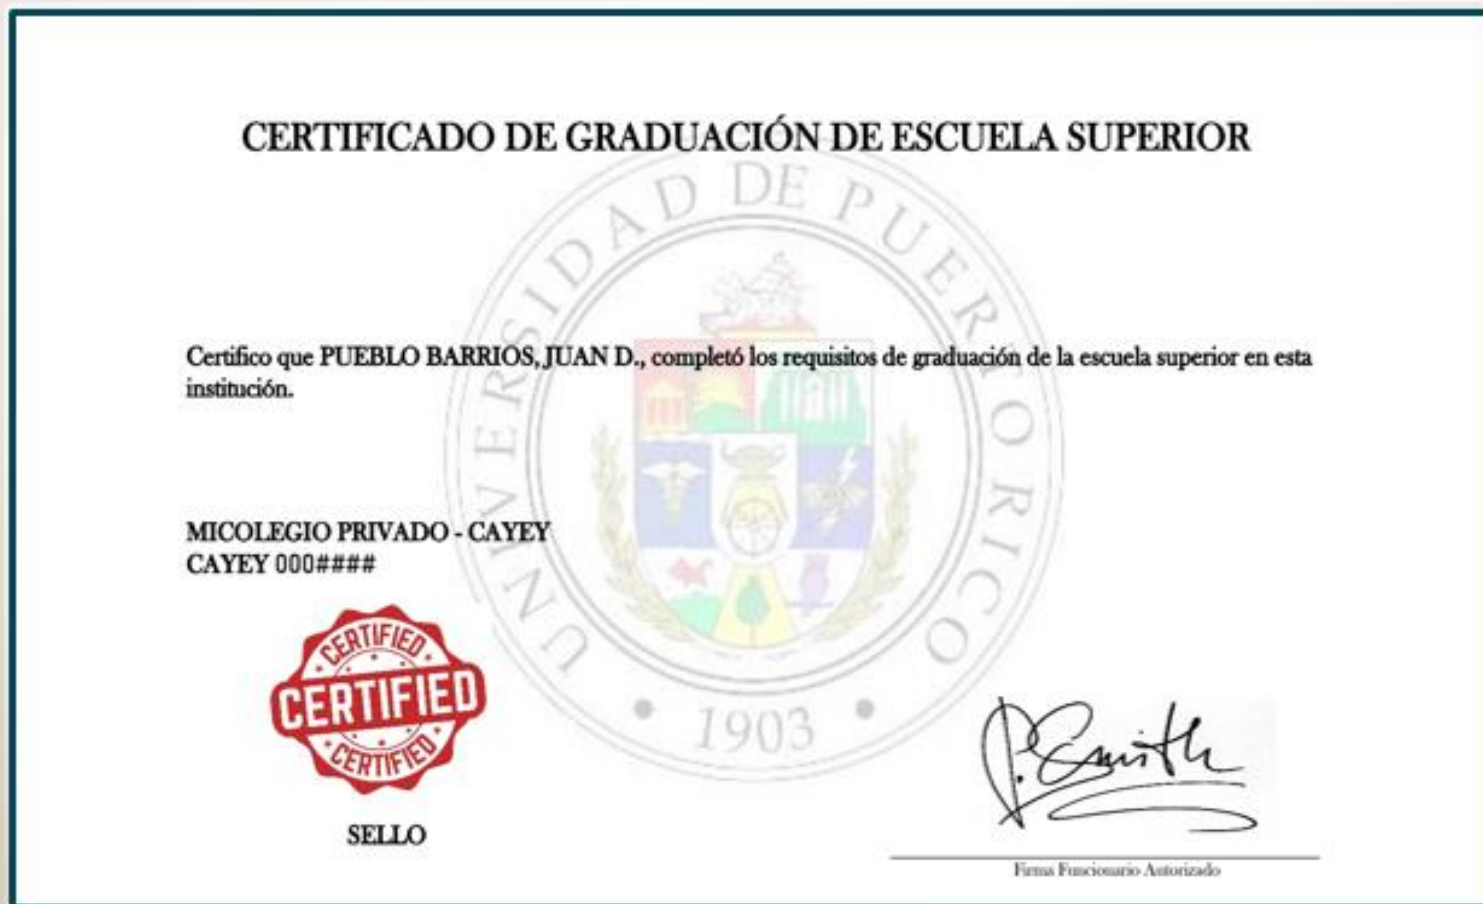 CERTIFICADO DE GRADUACIÓN DE ESCUELA SUPERIOR
UNIVERSIDAD DE PUERTO RICO
Certifico que PUEBLO BARRIOS, JUAN D., completó los requisitos de graduación de la escuela superior en esta
institución.
MICOLEGIO PRIVADO - CAYEY
CAYEY 000####
CERTIFIED
CERTIFIED
CERTIFIED
1903
P. Smith
SELLO
Firma Funcionario Autorizado